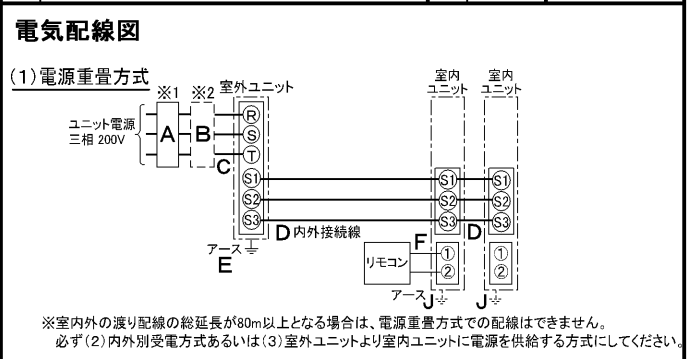 電気配線図
(1)電源重畳方式
※1 ※2 室外ユニット
室内
ユニット
室内
ユニット
ユニット電源
三相 200V
A B
R
S
T
C
S1 S1 S1
S2 S2 S2
S3 S3 S3
D 内外接続線
D
アース
E
F
リモコン
① ①
② ②
アース J J
※室内外の渡り配線の総延長が80m以上となる場合は、電源重畳方式での配線はできません。
必ず(2)内外別受電方式あるいは(3)室外ユニットより室内ユニットに電源を供給する方式にしてください。